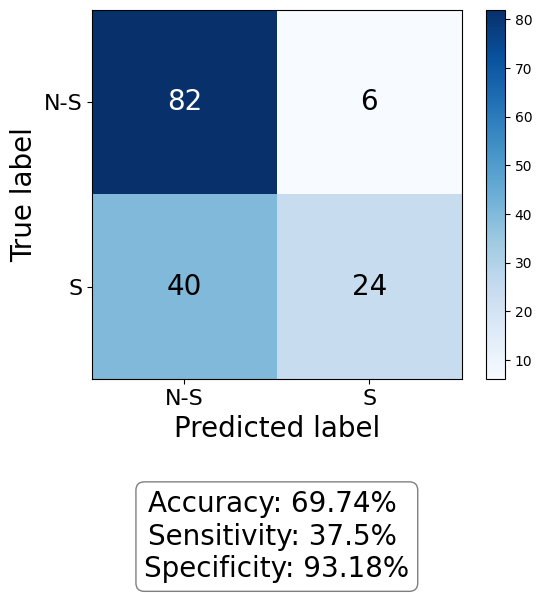 80
82
6
N-S
70
60
True label
50
40
40
24
S
30
20
10
N-S
S
Predicted label
Accuracy: 69.74%
Sensitivity: 37.5%
Specificity: 93.18%